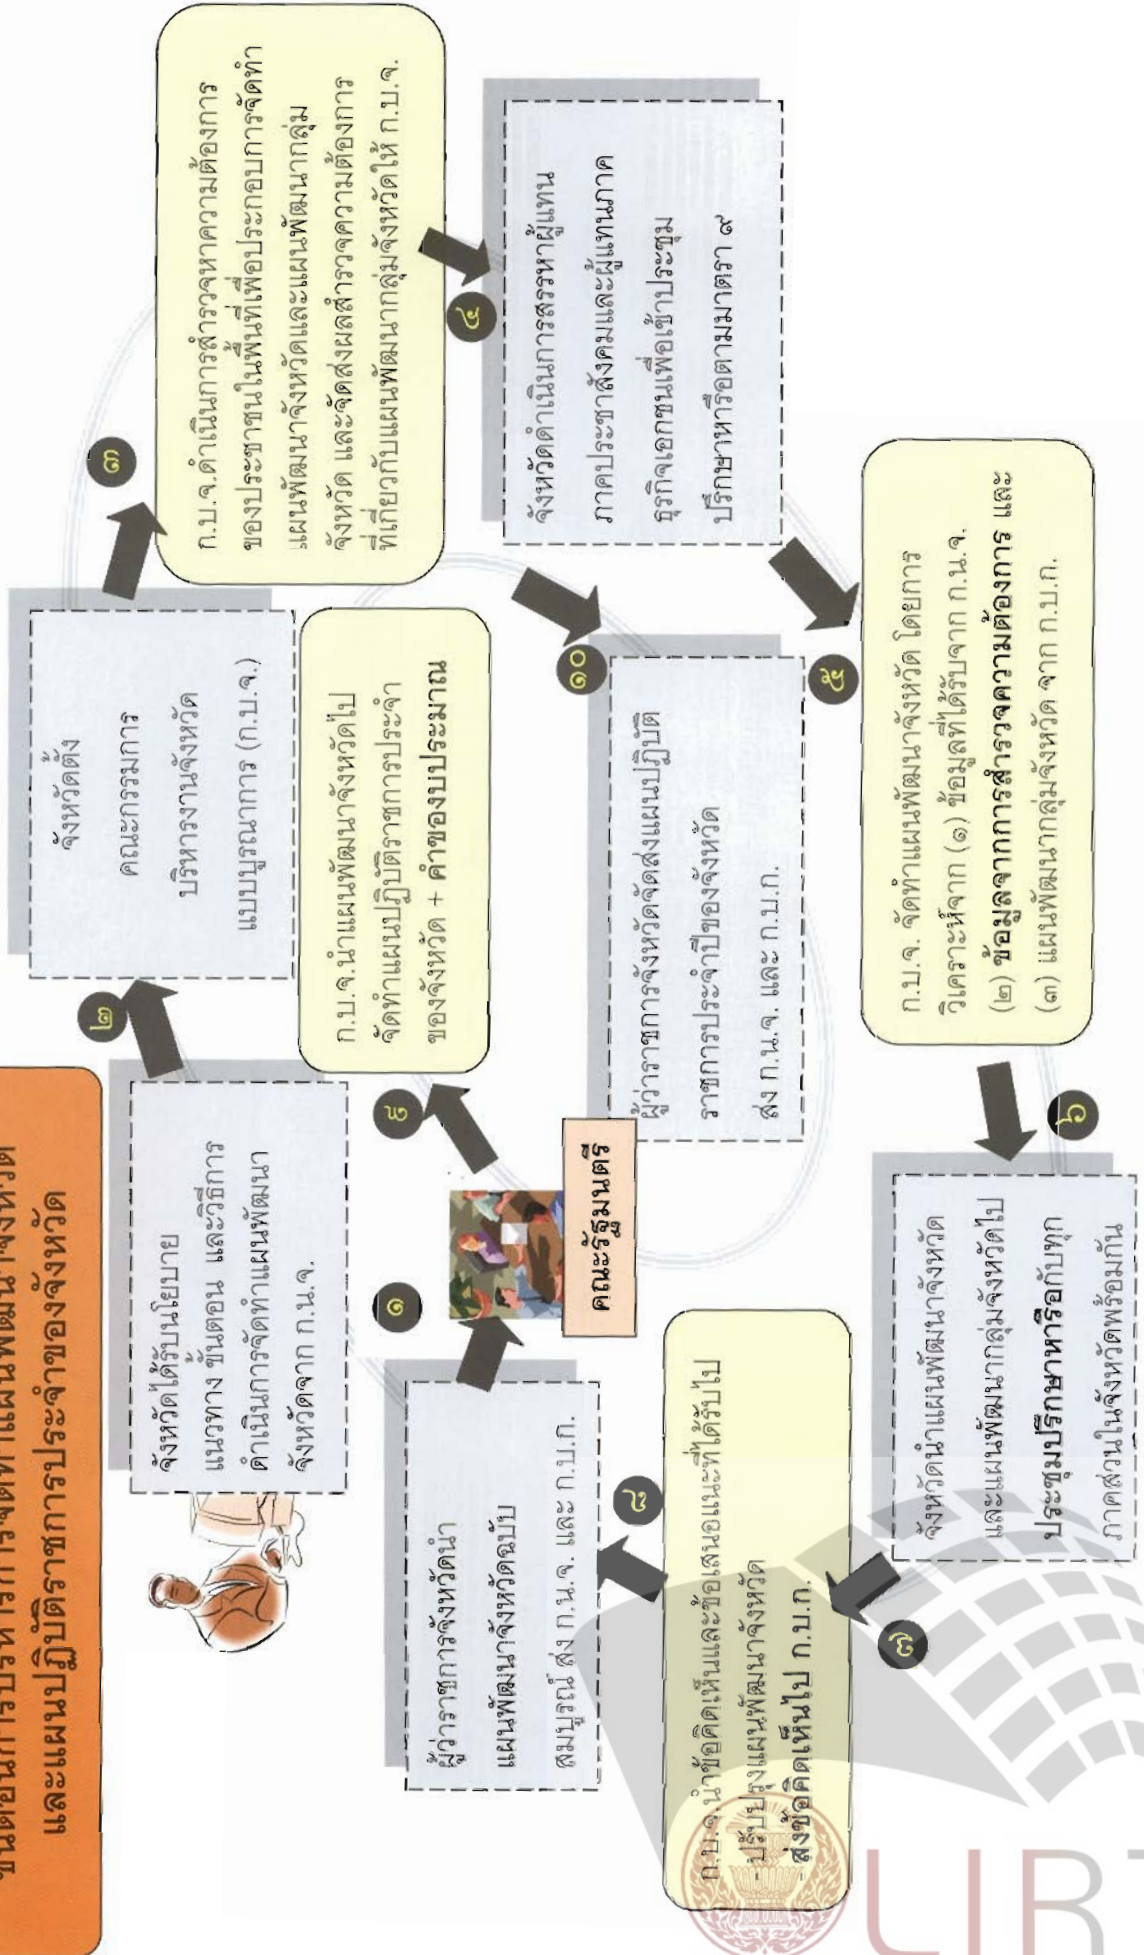 ขั้นตอนการบริหารการจัดทำแผนพัฒนาจังหวัด
และแผนปฏิบัติราชการประจำของจังหวัด
๑
จังหวัดได้รับนโยบาย
แนวทาง ขั้นตอน และวิธีการ
ดำเนินการจัดทำแผนพัฒนา
จังหวัดจาก ก.น.จ.
๒
จังหวัดตั้ง
คณะกรรมการ
บริหารงานจังหวัด
แบบบูรณาการ (ก.บ.จ.)
๓
ก.บ.จ.ดำเนินการสำรวจหาความต้องการ
ของประชาชนในพื้นที่เพื่อประกอบการจัดทำ
แผนพัฒนาจังหวัดและแผนพัฒนากลุ่ม
จังหวัด และจัดส่งผลสำรวจความต้องการ
ที่เกี่ยวกับแผนพัฒนากลุ่มจังหวัดให้ ก.บ.จ.
๔
จังหวัดดำเนินการสรรหาผู้แทน
ภาคประชาสังคมและผู้แทนภาค
ธุรกิจเอกชนเพื่อเข้าประชุม
ปรึกษาหารือตามมาตรา ๙
๕
ก.บ.จ. จัดทำแผนพัฒนาจังหวัด โดยการ
วิเคราะห์จาก (๑) ข้อมูลที่ได้รับจาก ก.น.จ.
(๒) ข้อมูลจากการสำรวจความต้องการ และ
(๓) แผนพัฒนากลุ่มจังหวัด จาก ก.บ.ก.
๖
จังหวัดนำแผนพัฒนาจังหวัด
และแผนพัฒนากลุ่มจังหวัดไป
ประชุมปรึกษาหารือกับทุก
ภาคส่วนในจังหวัดพร้อมกัน
๗
ก.บ.จ.นำข้อคิดเห็นและข้อเสนอแนะที่ได้รับไป
- ปรับปรุงแผนพัฒนาจังหวัด
- ส่งข้อคิดเห็นไป ก.บ.ก.
๘
ผู้ว่าราชการจังหวัดนำ
แผนพัฒนาจังหวัดฉบับ
สมบูรณ์ ส่ง ก.น.จ. และ ก.บ.ก.
คณะรัฐมนตรี
๙
ก.บ.จ.นำแผนพัฒนาจังหวัดไป
จัดทำแผนปฏิบัติราชการประจำ
ของจังหวัด + คำของบประมาณ
๑๐
ผู้ว่าราชการจังหวัดจัดส่งแผนปฏิบัติ
ราชการประจำปีของจังหวัด
ส่ง ก.น.จ. และ ก.บ.ก.
LIRT